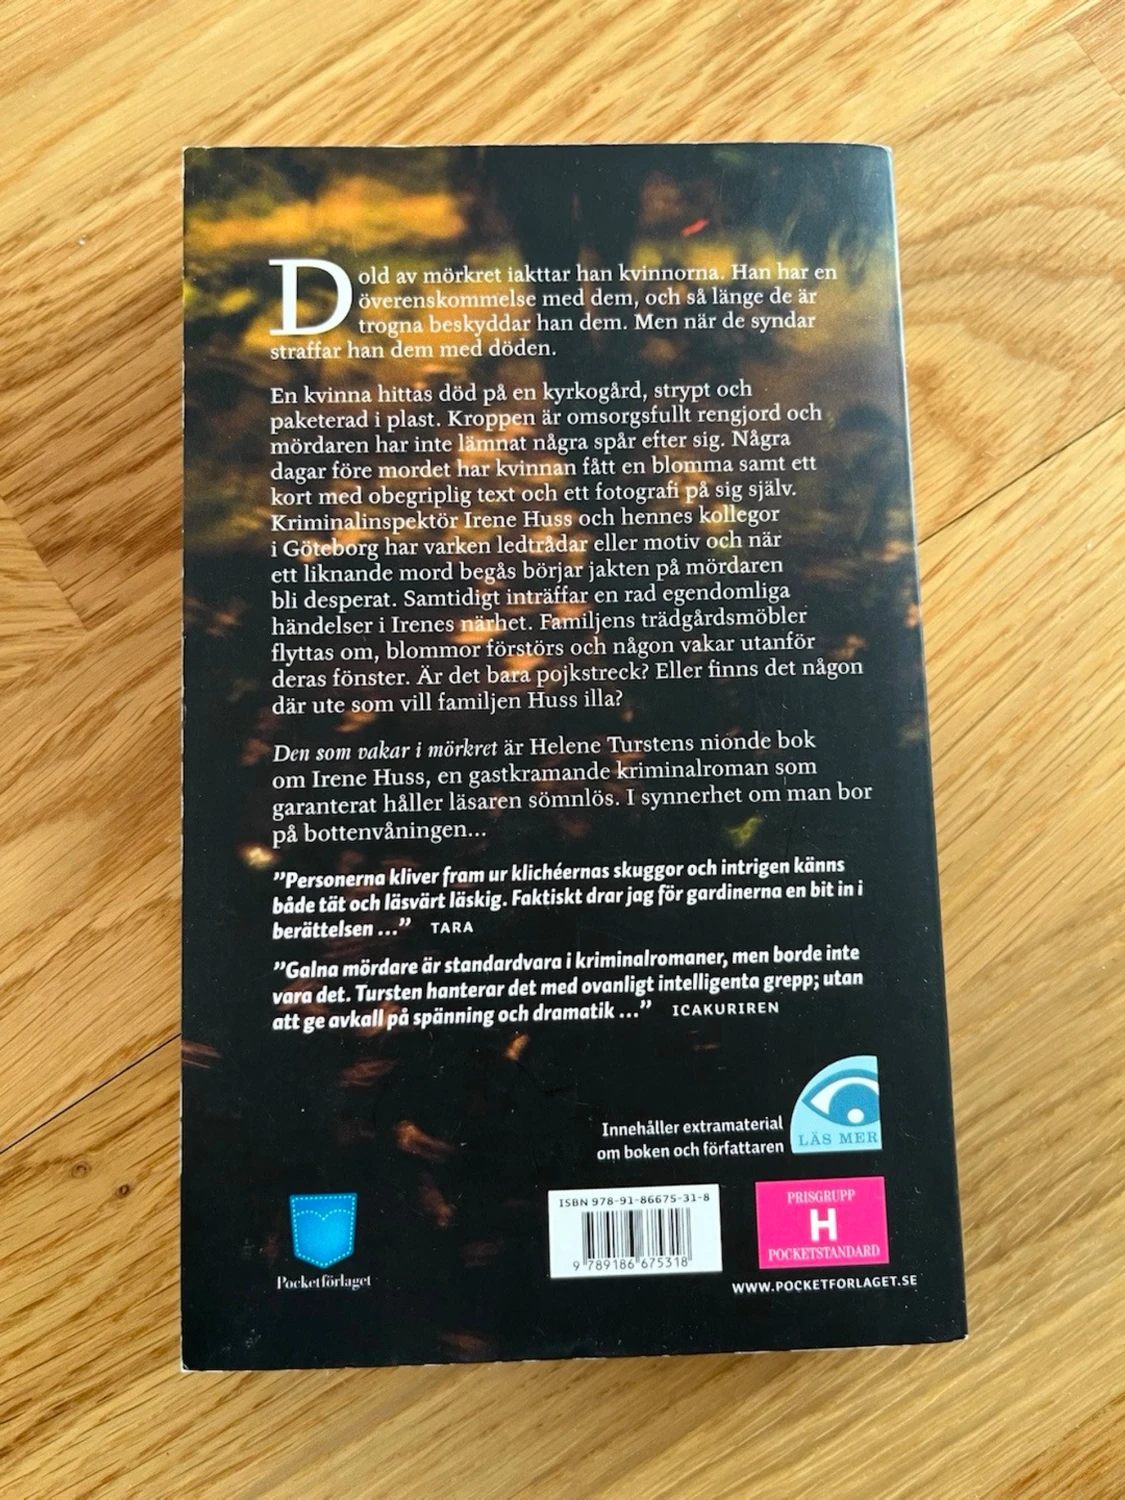 Dold av mörkret iakttar han kvinnorna. Han har en
överenskommelse med dem, och så länge de är
trogna beskyddar han dem. Men när de syndar
straffar han dem med döden.
En kvinna hittas död på en kyrkogård, strypt och
paketerad i plast. Kroppen är omsorgsfullt rengjord och
mördaren har inte lämnat några spår efter sig. Några
dagar före mordet har kvinnan fått en blomma samt ett
kort med obegriplig text och ett fotografi på sig själv.
Kriminalinspektör Irene Huss och hennes kollegor
i Göteborg har varken ledtrådar eller motiv och när
ett liknande mord begås börjar jakten på mördaren
bli desperat. Samtidigt inträffar en rad egendomliga
händelser i Irenes närhet. Familjens trädgårdsmöbler
flyttas om, blommor förstörs och någon vakar utanför
deras fönster. Är det bara pojkstreck? Eller finns det någon
där ute som vill familjen Huss illa?
Den som vakar i mörkret är Helene Turstens nionde bok
om Irene Huss, en gastkramande kriminalroman som
garanterat håller läsaren sömnlös. I synnerhet om man bor
på bottenvåningen...
”Personerna kliver fram ur klichéernas skuggor och intrigen känns
både tät och läsvärt läskig. Faktiskt drar jag för gardinerna en bit in i
berättelsen ...” TARA
”Galna mördare är standardvara i kriminalromaner, men borde inte
vara det. Tursten hanterar det med ovanligt intelligenta grepp; utan
att ge avkall på spänning och dramatik ...” ICAKURIREN
Innehåller extramaterial
om boken och författaren
LÄS MER
Pocketförlaget
ISBN 978-91-86675-31-8
9 789186 675318
PRISGRUPP
H
POCKETSTANDARD
WWW.POCKETFORLAGET.SE